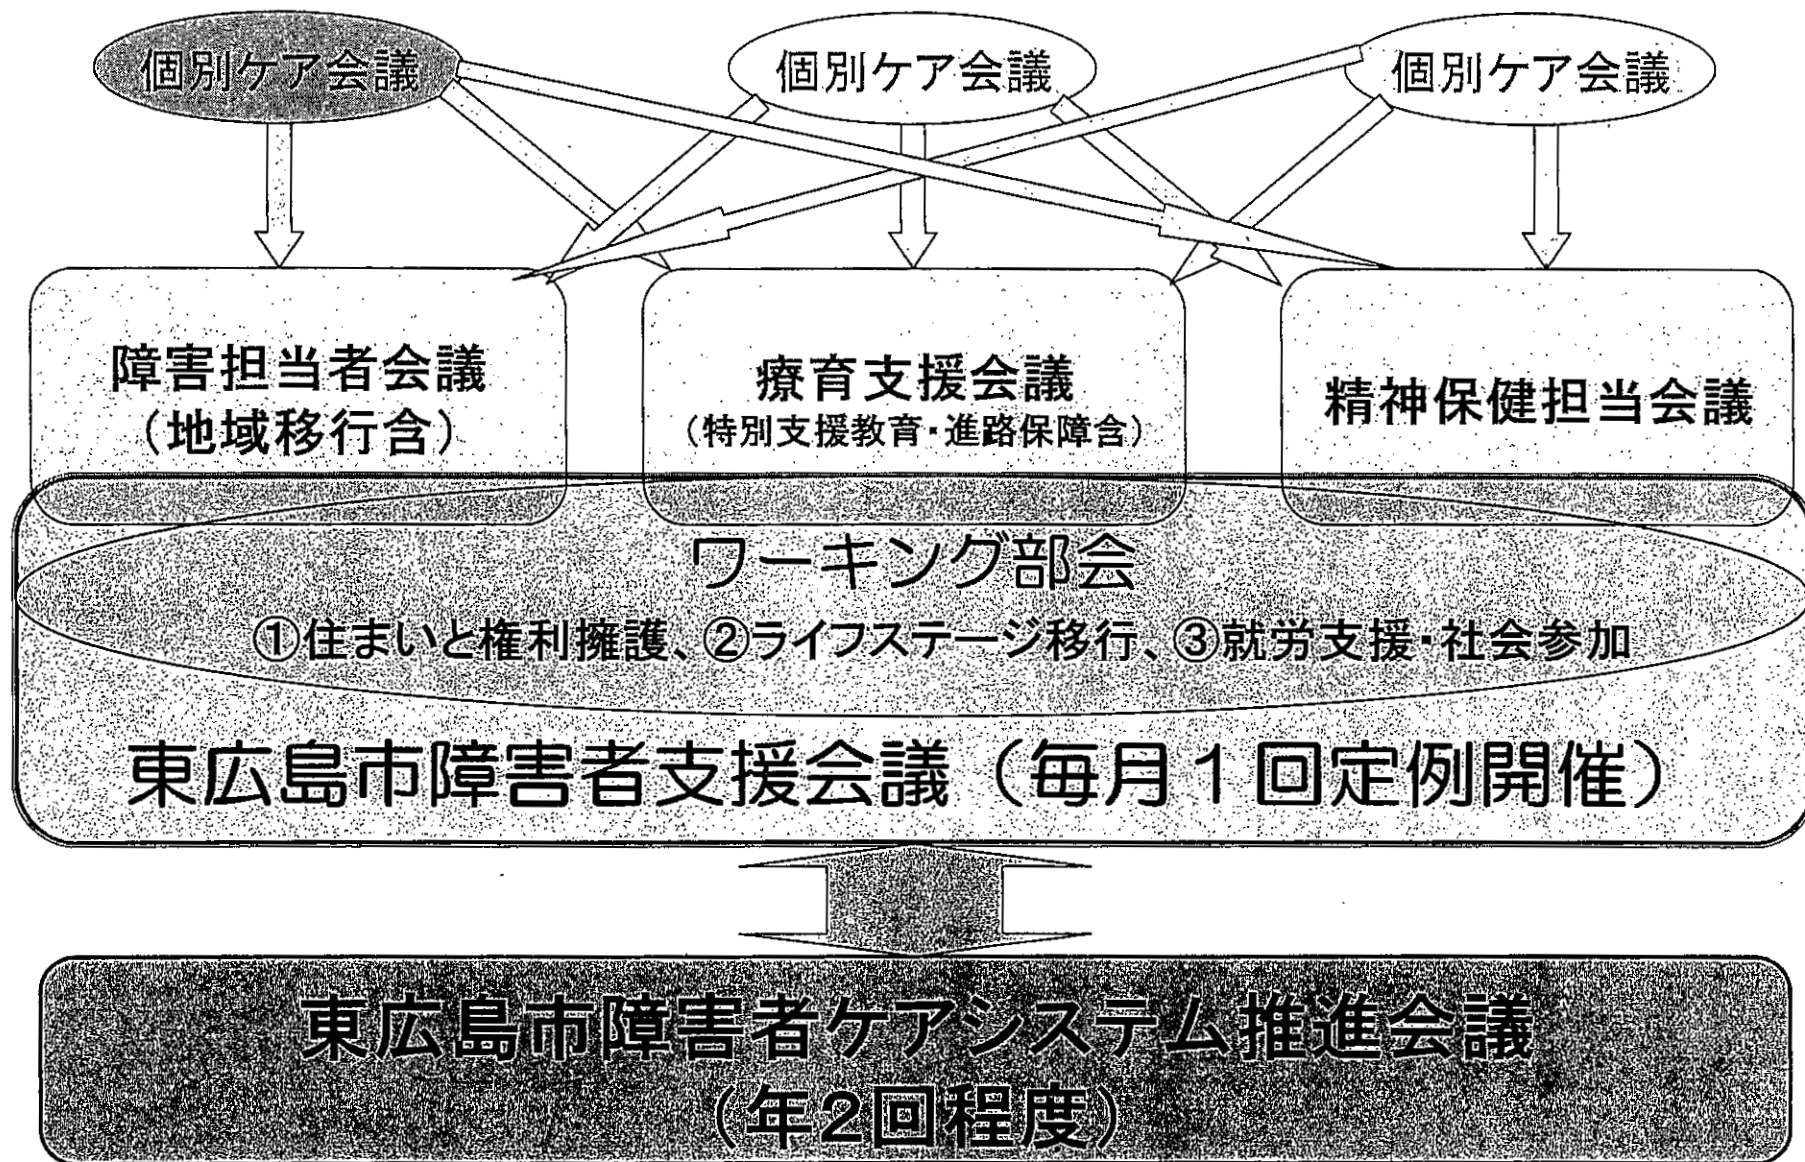 個別ケア会議
個別ケア会議
個別ケア会議
障害担当者会議
（地域移行含）
療育支援会議
（特別支援教育・進路保障含）
精神保健担当会議
ワーキング部会
①住まいと権利擁護、②ライフステージ移行、③就労支援・社会参加
東広島市障害者支援会議（毎月１回定例開催）
東広島市障害者ケアシステム推進会議
（年２回程度）